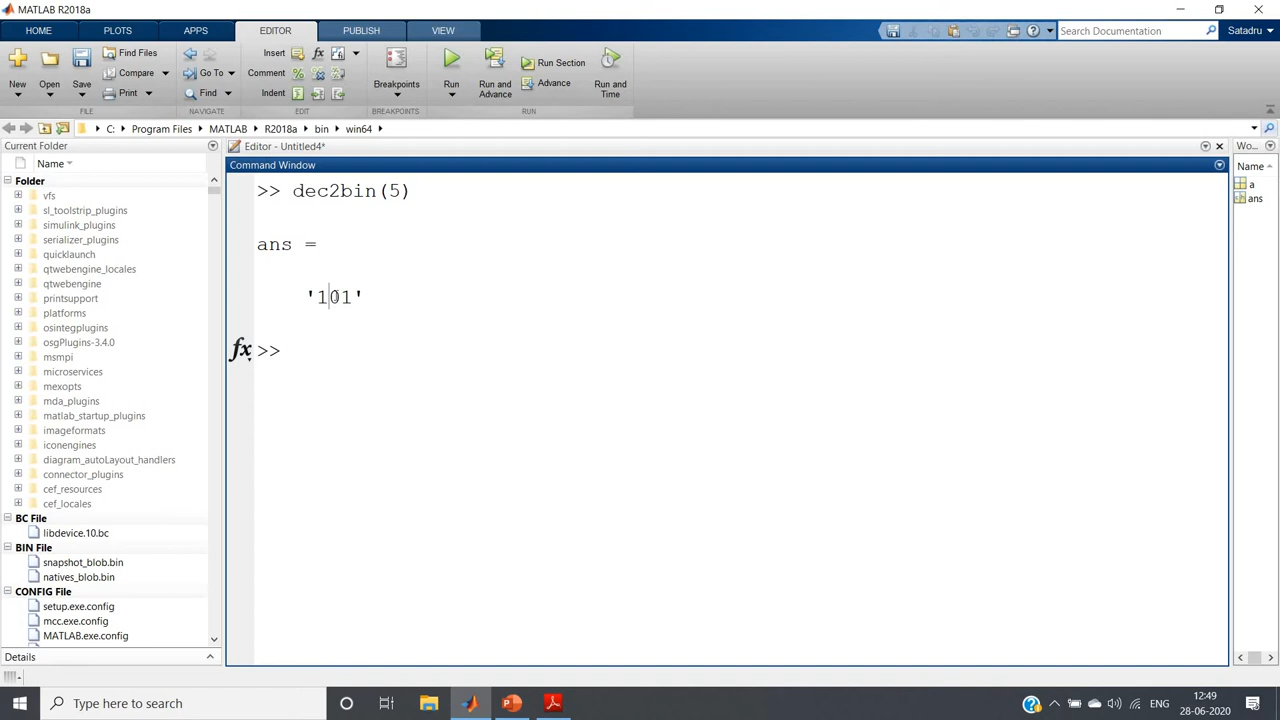 MATLAB R2018a
HOME PLOTS APPS EDITOR PUBLISH VIEW Search Documentation Satadru
New Open Save Find Files Compare Print Go To Find Insert fx Comment Indent Breakpoints Run Run and Advance Run Section Advance Run and Time
FILE NAVIGATE EDIT BREAKPOINTS RUN
C: Program Files MATLAB R2018a bin win64
Current Folder
Name
Folder
vfs
sl_toolstrip_plugins
simulink_plugins
serializer_plugins
quicklaunch
qtwebengine_locales
qtwebengine
printsupport
platforms
osintegplugins
osgPlugins-3.4.0
msmpi
microservices
mexopts
mda_plugins
matlab_startup_plugins
imageformats
iconengines
diagram_autoLayout_handlers
connector_plugins
cef_resources
cef_locales
BC File
libdevice.10.bc
BIN File
snapshot_blob.bin
natives_blob.bin
CONFIG File
setup.exe.config
mcc.exe.config
MATLAB.exe.config
Details
Editor - Untitled4*
Command Window
>> dec2bin(5)
ans =
'101'
fx >>
Wo...
Name
a
ans
Type here to search
ENG
12:49
28-06-2020